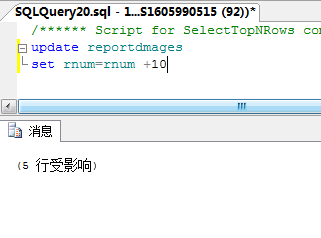 SQLQuery20.sql - 1...S1605990515 (92))*
/****** Script for SelectTopNRows co
update reportdmages
set rnum=rnum +10
消息
(5 行受影响)